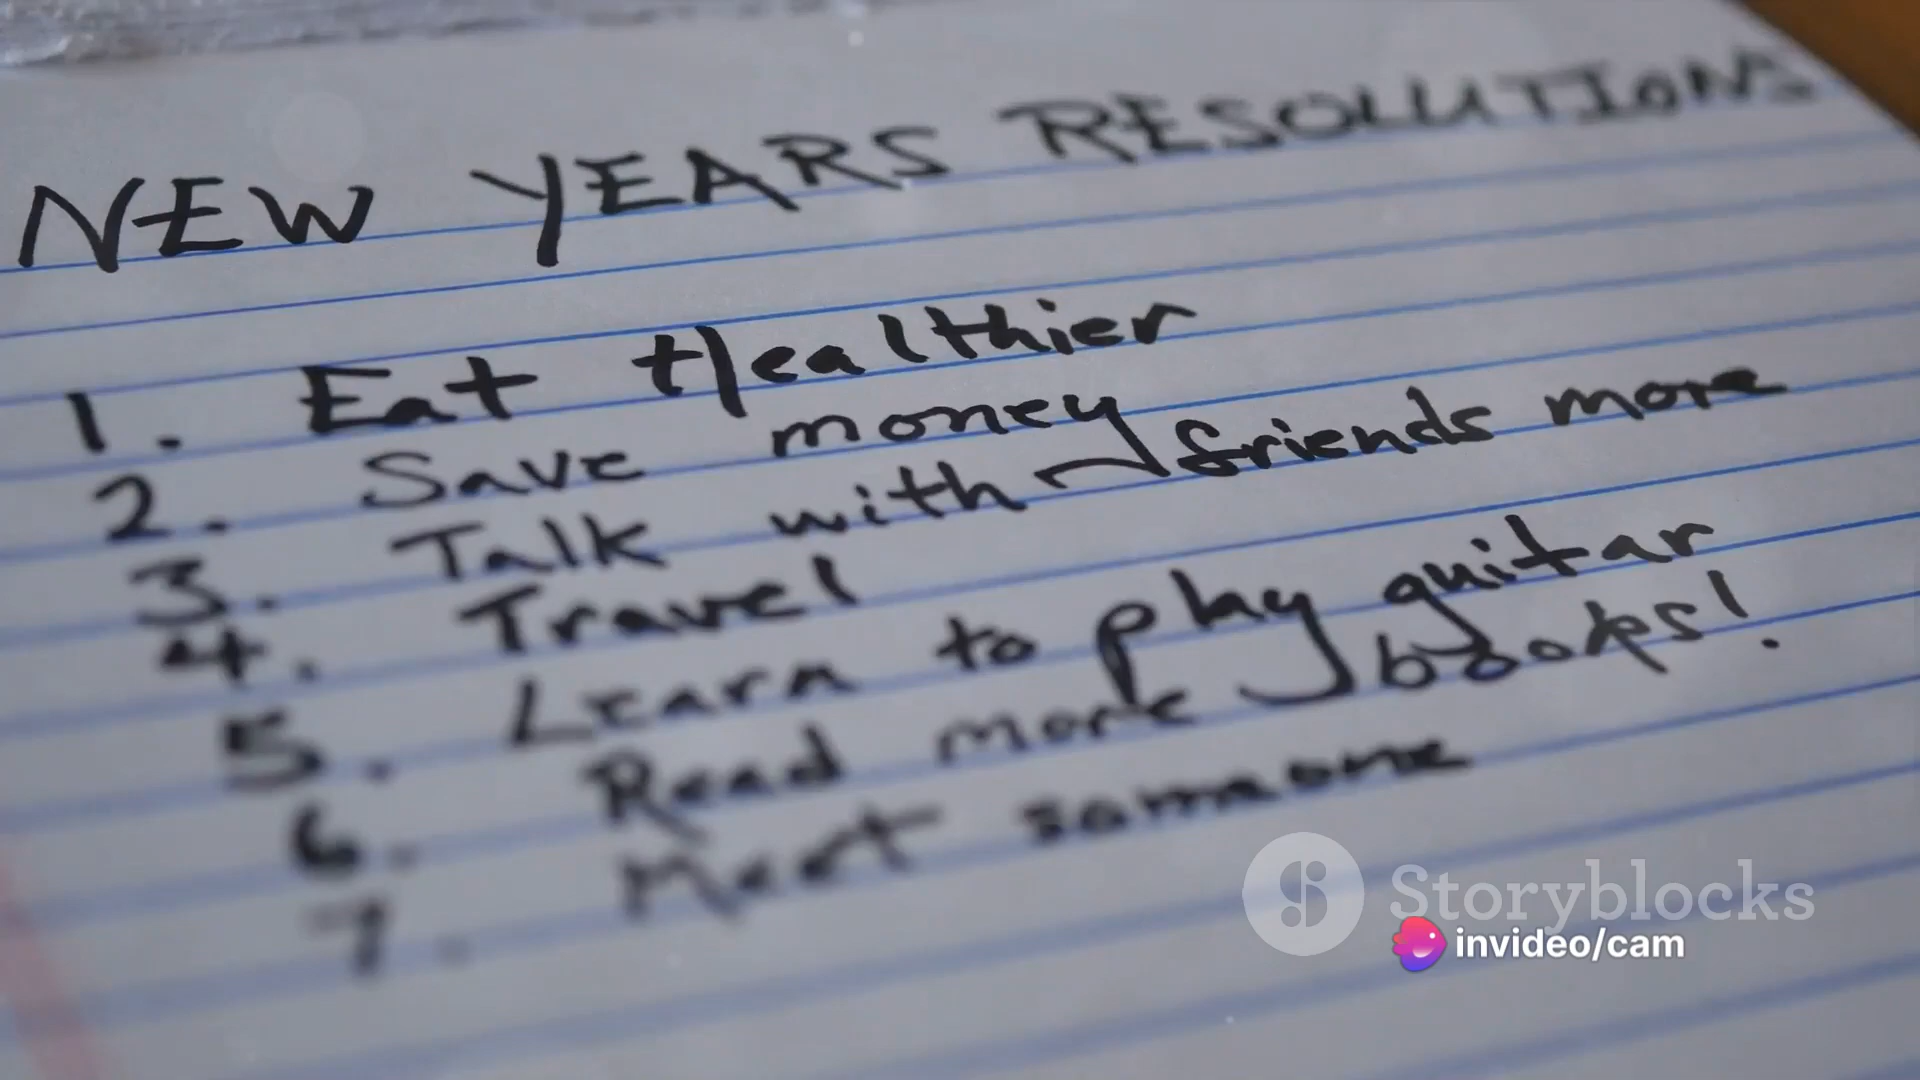 NEW YEARS RESOLUTIONS
1. Eat Healthier
2. Save money
3. Talk with friends more
4. Travel
5. Learn to play guitar
6. Read more books!
7. Meet someone
Storyblocks
invideo/cam